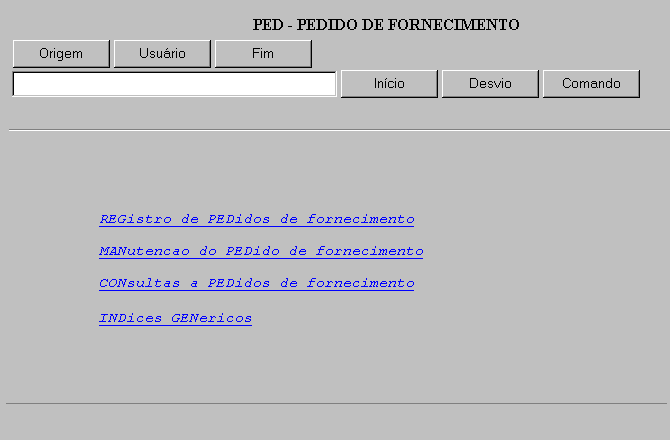 PED - PEDIDO DE FORNECIMENTO
Origem Usuário Fim
Início Desvio Comando
REGistro de PEDidos de fornecimento
MANutencao do PEDido de fornecimento
CONsultas a PEDidos de fornecimento
INDices GENericos